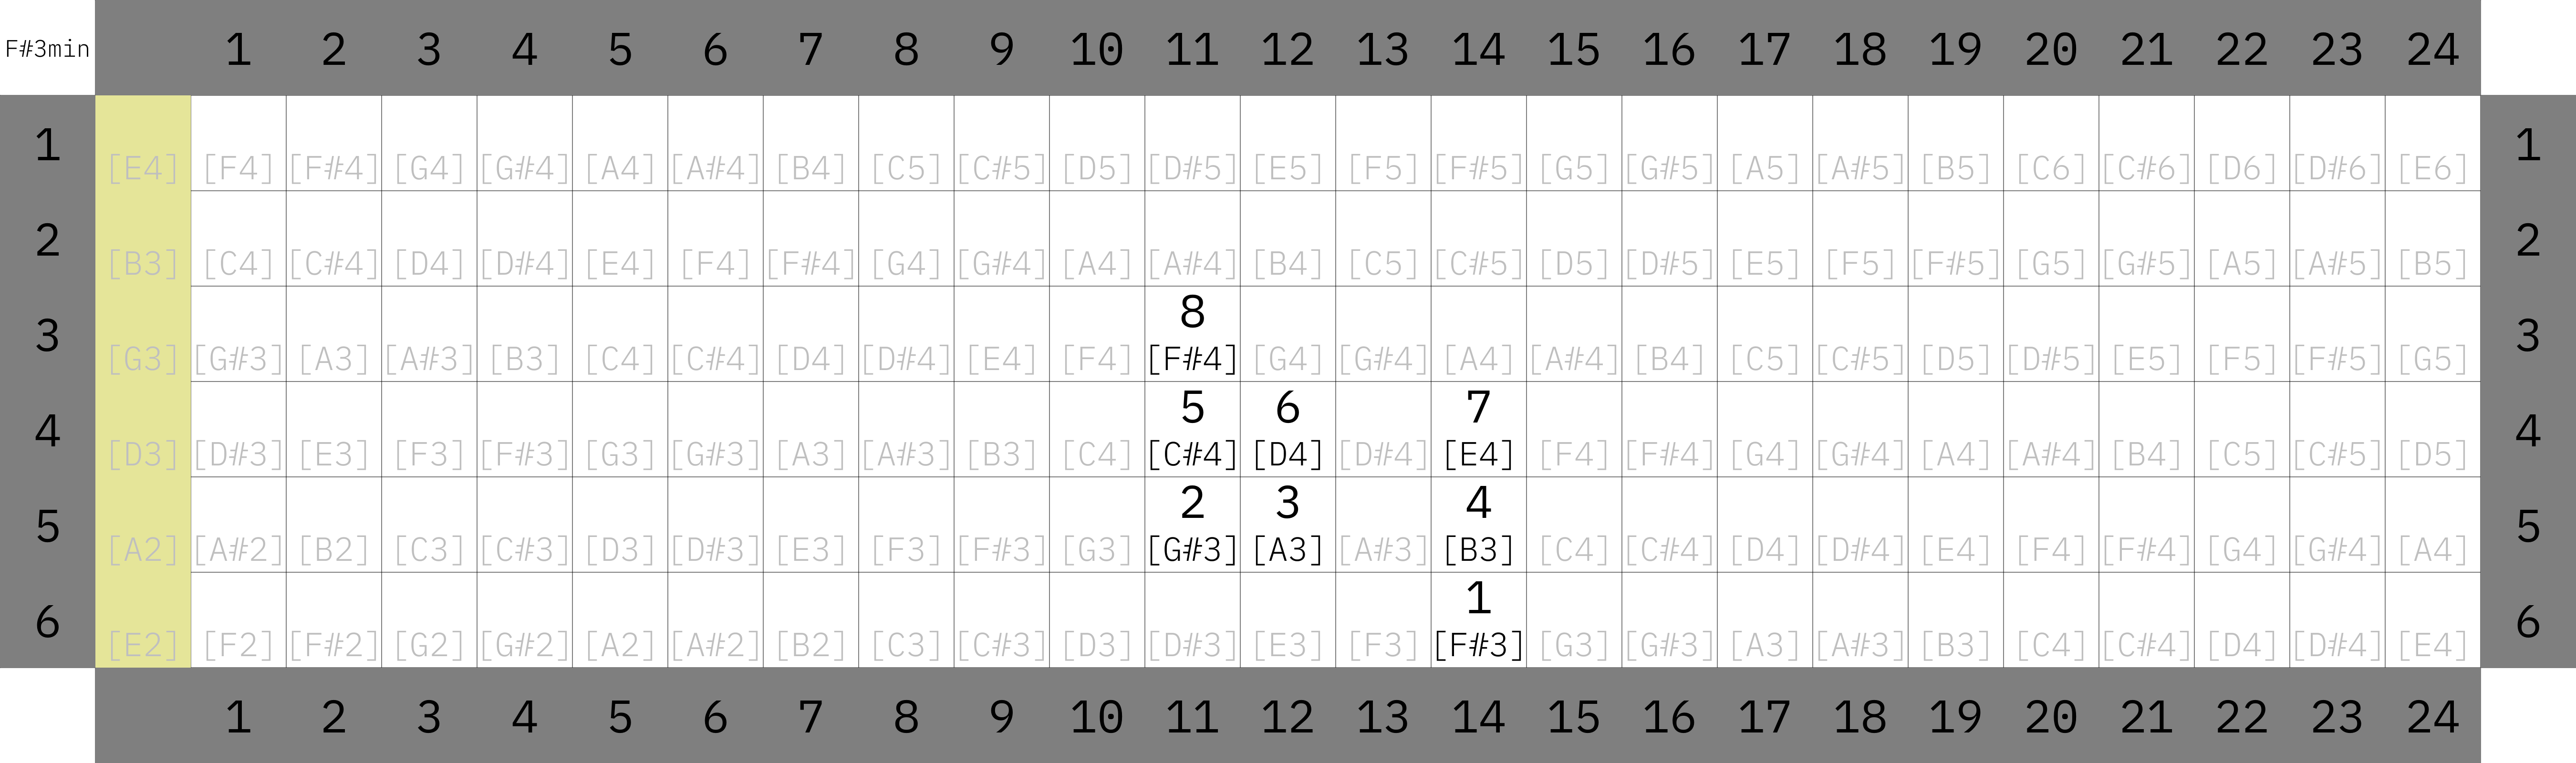 F#3min 1 2 3 4 5 6 7 8 9 10 11 12 13 14 15 16 17 18 19 20 21 22 23 24
1 [E4] [F4] [F#4] [G4] [G#4] [A4] [A#4] [B4] [C5] [C#5] [D5] [D#5] [E5] [F5] [F#5] [G5] [G#5] [A5] [A#5] [B5] [C6] [C#6] [D6] [D#6] [E6] 1
2 [B3] [C4] [C#4] [D4] [D#4] [E4] [F4] [F#4] [G4] [G#4] [A4] [A#4] [B4] [C5] [C#5] [D5] [D#5] [E5] [F5] [F#5] [G5] [G#5] [A5] [A#5] [B5] 2
8
3 [G3] [G#3] [A3] [A#3] [B3] [C4] [C#4] [D4] [D#4] [E4] [F4] [F#4] [G4] [G#4] [A4] [A#4] [B4] [C5] [C#5] [D5] [D#5] [E5] [F5] [F#5] [G5] 3
5 6 7
4 [D3] [D#3] [E3] [F3] [F#3] [G3] [G#3] [A3] [A#3] [B3] [C4] [C#4] [D4] [D#4] [E4] [F4] [F#4] [G4] [G#4] [A4] [A#4] [B4] [C5] [C#5] [D5] 4
2 3 4
5 [A2] [A#2] [B2] [C3] [C#3] [D3] [D#3] [E3] [F3] [F#3] [G3] [G#3] [A3] [A#3] [B3] [C4] [C#4] [D4] [D#4] [E4] [F4] [F#4] [G4] [G#4] [A4] 5
1
6 [E2] [F2] [F#2] [G2] [G#2] [A2] [A#2] [B2] [C3] [C#3] [D3] [D#3] [E3] [F3] [F#3] [G3] [G#3] [A3] [A#3] [B3] [C4] [C#4] [D4] [D#4] [E4] 6
1 2 3 4 5 6 7 8 9 10 11 12 13 14 15 16 17 18 19 20 21 22 23 24